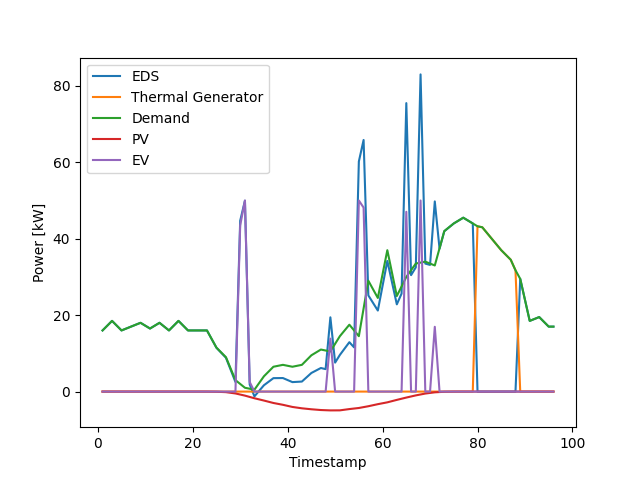 EDS
Thermal Generator
Demand
PV
EV
Power [kW]
80
60
40
20
0
0 20 40 60 80 100
Timestamp